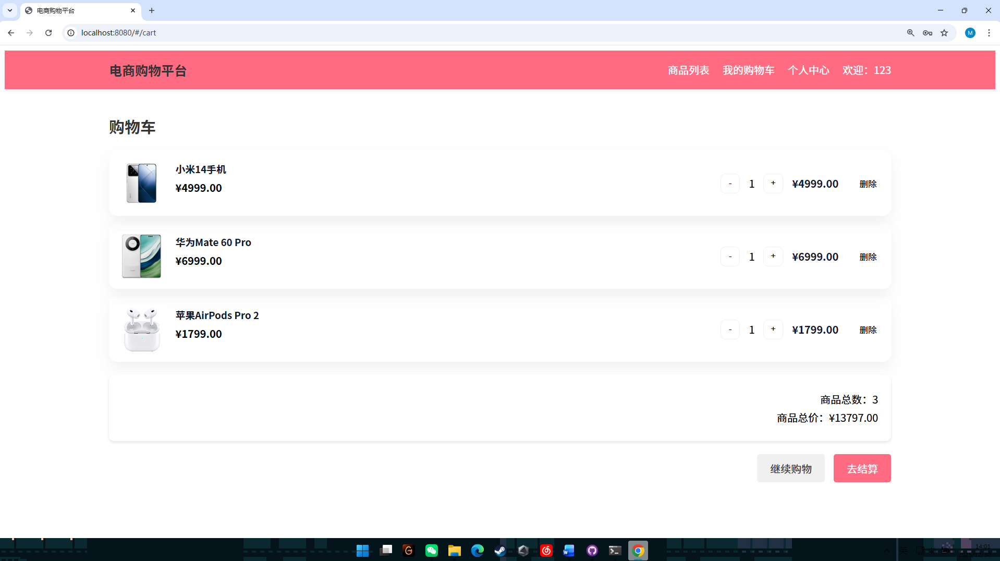 电商购物平台
localhost:8080/#/cart
M
电商购物平台
商品列表 我的购物车 个人中心 欢迎：123
购物车
小米14手机
¥4999.00
- 1 + ¥4999.00 删除
华为Mate 60 Pro
¥6999.00
- 1 + ¥6999.00 删除
苹果AirPods Pro 2
¥1799.00
- 1 + ¥1799.00 删除
商品总数：3
商品总价：¥13797.00
继续购物 去结算
英
14:01